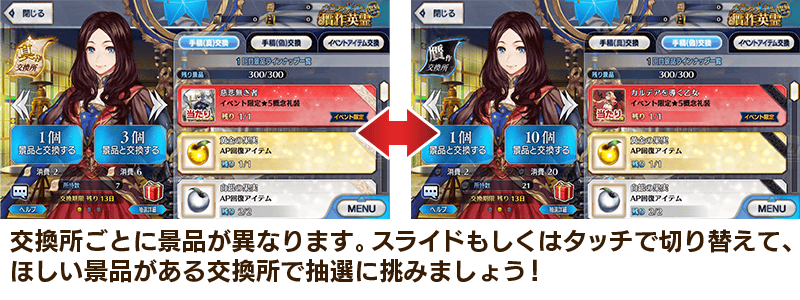 閉じる
贋作英霊
真作
交換所
手稿(真)交換
手稿(偽)交換
イベントアイテム交換
1回目景品ラインナップ一覧
残り景品
300/300
慈悲無き者
イベント限定★5概念礼装
当たり
残り 1/1
イベント限定
黄金の果実
AP回復アイテム
残り 1/1
白銀の果実
AP回復アイテム
残り 2/2
1個
景品と交換する
3個
景品と交換する
消費 2
消費 6
所持数 7
交換期限 残り 13日
ヘルプ
MENU
閉じる
贋作英霊
贋作
交換所
手稿(真)交換
手稿(偽)交換
イベントアイテム交換
1回目景品ラインナップ一覧
残り景品
300/300
カルデアを導く乙女
イベント限定★5概念礼装
当たり
残り 1/1
イベント限定
黄金の果実
AP回復アイテム
残り 1/1
白銀の果実
AP回復アイテム
残り 2/2
1個
景品と交換する
10個
景品と交換する
消費 2
消費 20
所持数 21
交換期限 残り 13日
ヘルプ
MENU
交換所ごとに景品が異なります。スライドもしくはタッチで切り替えて、
ほしい景品がある交換所で抽選に挑みましょう！